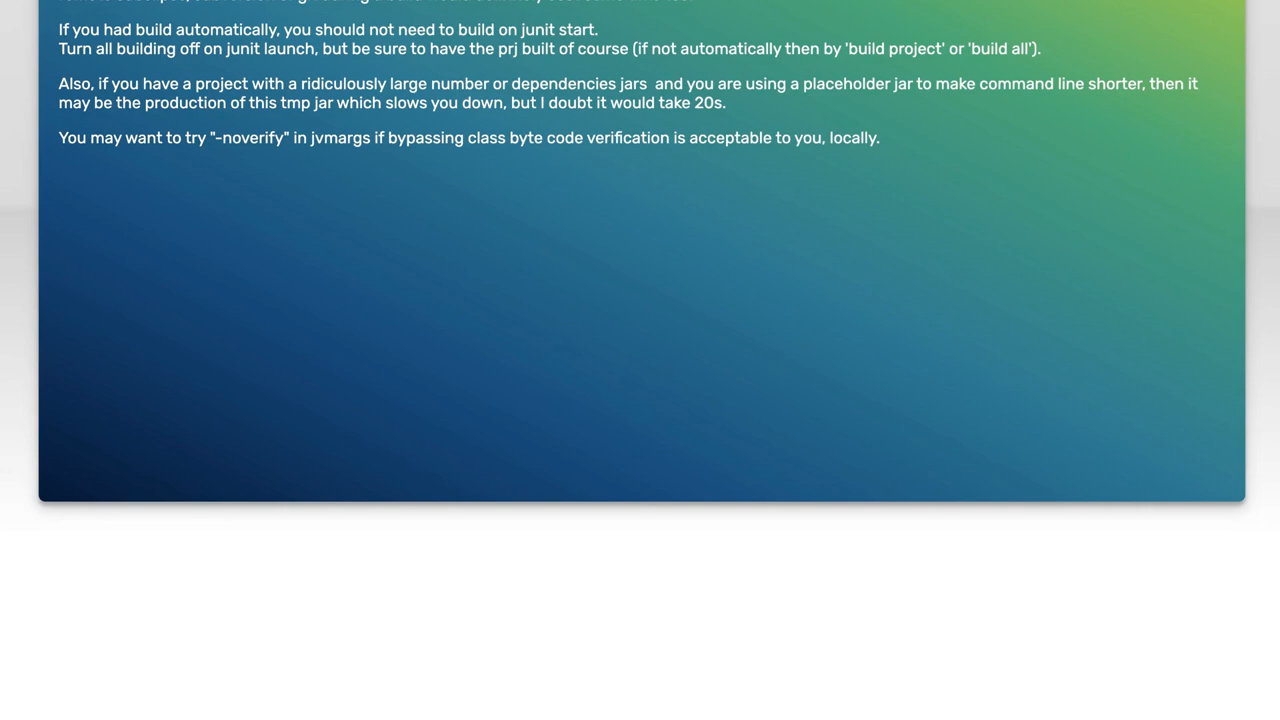 If you had build automatically, you should not need to build on junit start.
Turn all building off on junit launch, but be sure to have the prj built of course (if not automatically then by 'build project' or 'build all').
Also, if you have a project with a ridiculously large number or dependencies jars  and you are using a placeholder jar to make command line shorter, then it
may be the production of this tmp jar which slows you down, but I doubt it would take 20s.
You may want to try "-noverify" in jvmargs if bypassing class byte code verification is acceptable to you, locally.